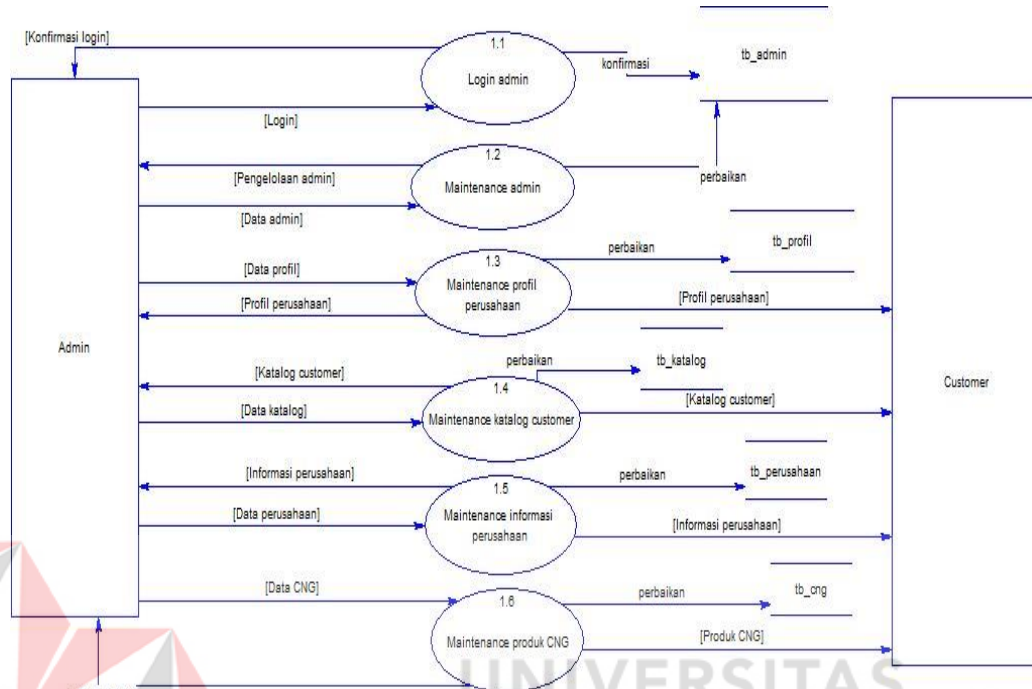 [Konfirmasi login]
1.1
Login admin
konfirmasi
tb_admin
[Login]
1.2
Maintenance admin
[Pengelolaan admin]
perbaikan
[Data admin]
tb_profil
perbaikan
1.3
Maintenance profil
perusahaan
[Data profil]
[Profil perusahaan]
[Profil perusahaan]
Admin
perbaikan
tb_katalog
[Katalog customer]
1.4
Maintenance katalog customer
[Katalog customer]
Customer
[Data katalog]
[Informasi perusahaan]
perbaikan
tb_perusahaan
1.5
Maintenance informasi
perusahaan
[Data perusahaan]
[Informasi perusahaan]
[Data CNG]
1.6
Maintenance produk CNG
perbaikan
tb_cng
[Produk CNG]
UNIVERSITAS